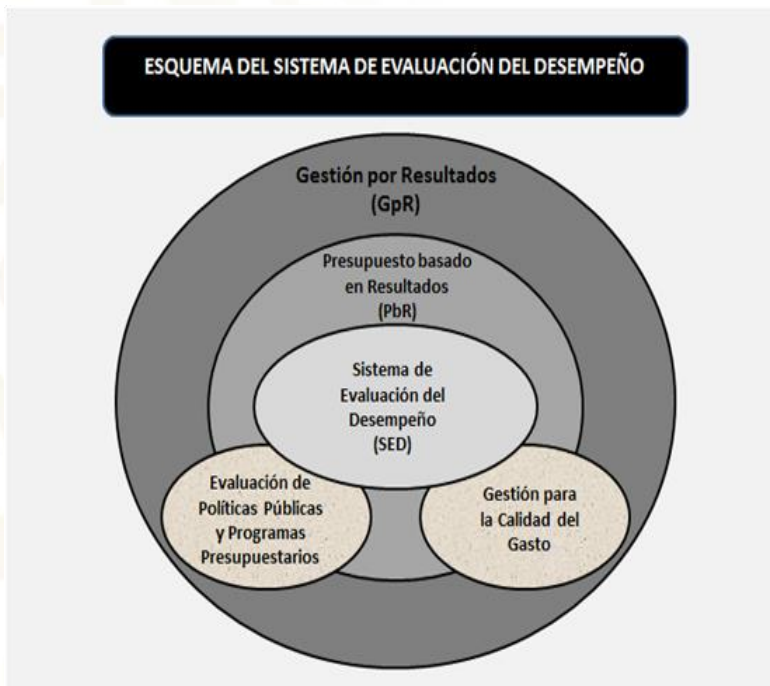 ESQUEMA DEL SISTEMA DE EVALUACIÓN DEL DESEMPEÑO
Gestión por Resultados
(GpR)
Presupuesto basado
en Resultados
(PbR)
Sistema de
Evaluación del
Desempeño
(SED)
Evaluación de
Políticas Públicas
y Programas
Presupuestarios
Gestión para
la Calidad del
Gasto